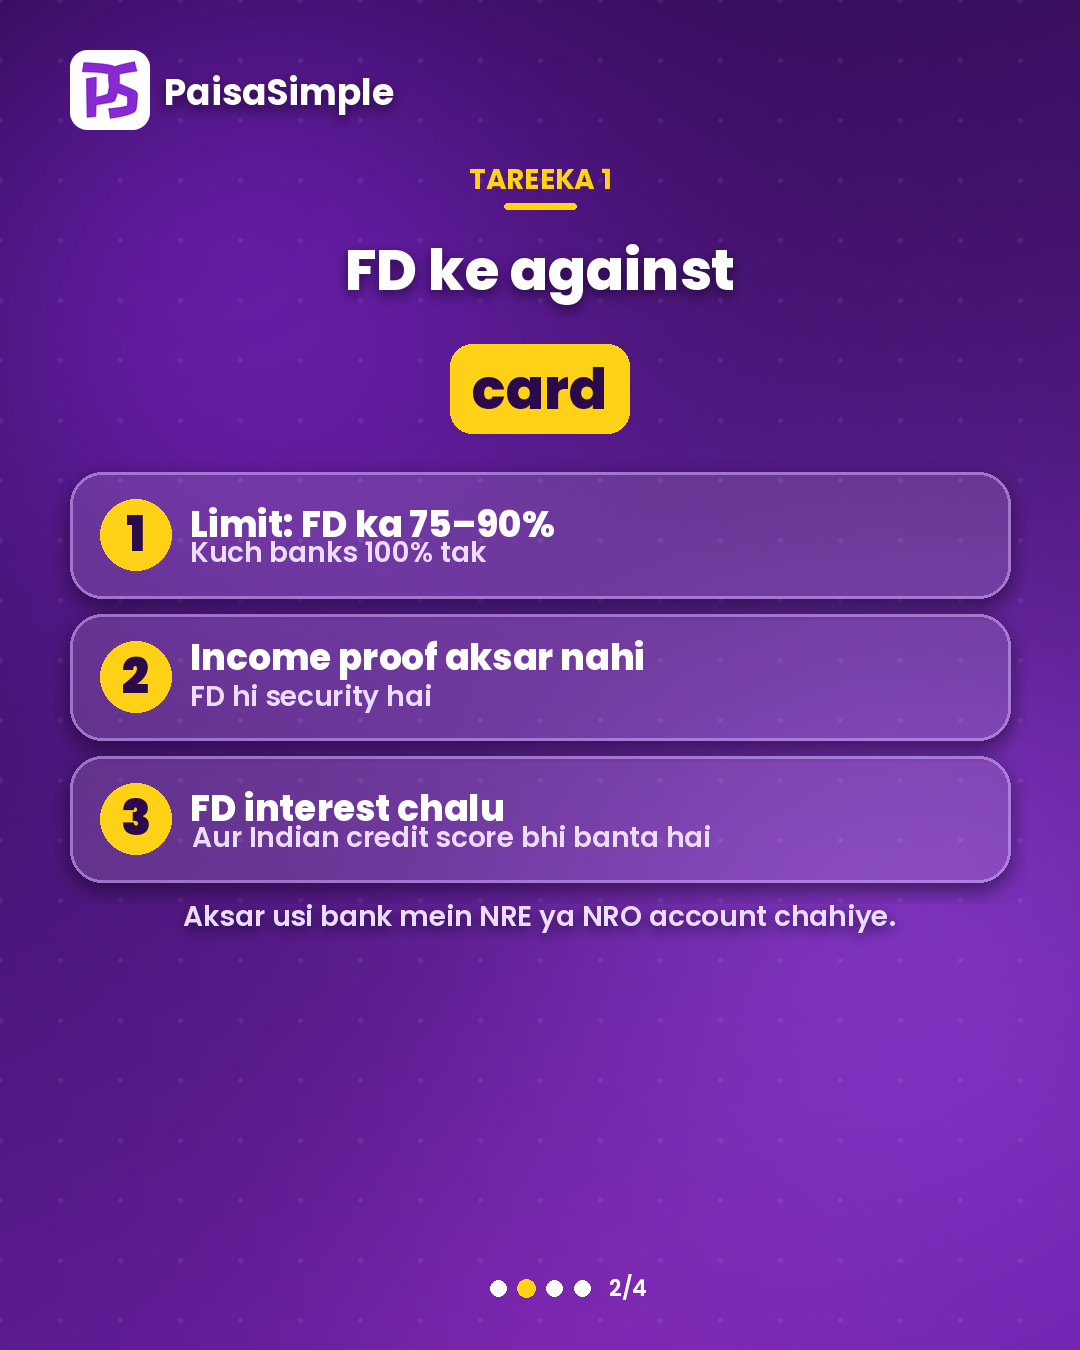 PS
PaisaSimple
TAREEKA 1
FD ke against
card
1
Limit: FD ka 75–90%
Kuch banks 100% tak
2
Income proof aksar nahi
FD hi security hai
3
FD interest chalu
Aur Indian credit score bhi banta hai
Aksar usi bank mein NRE ya NRO account chahiye.
2/4